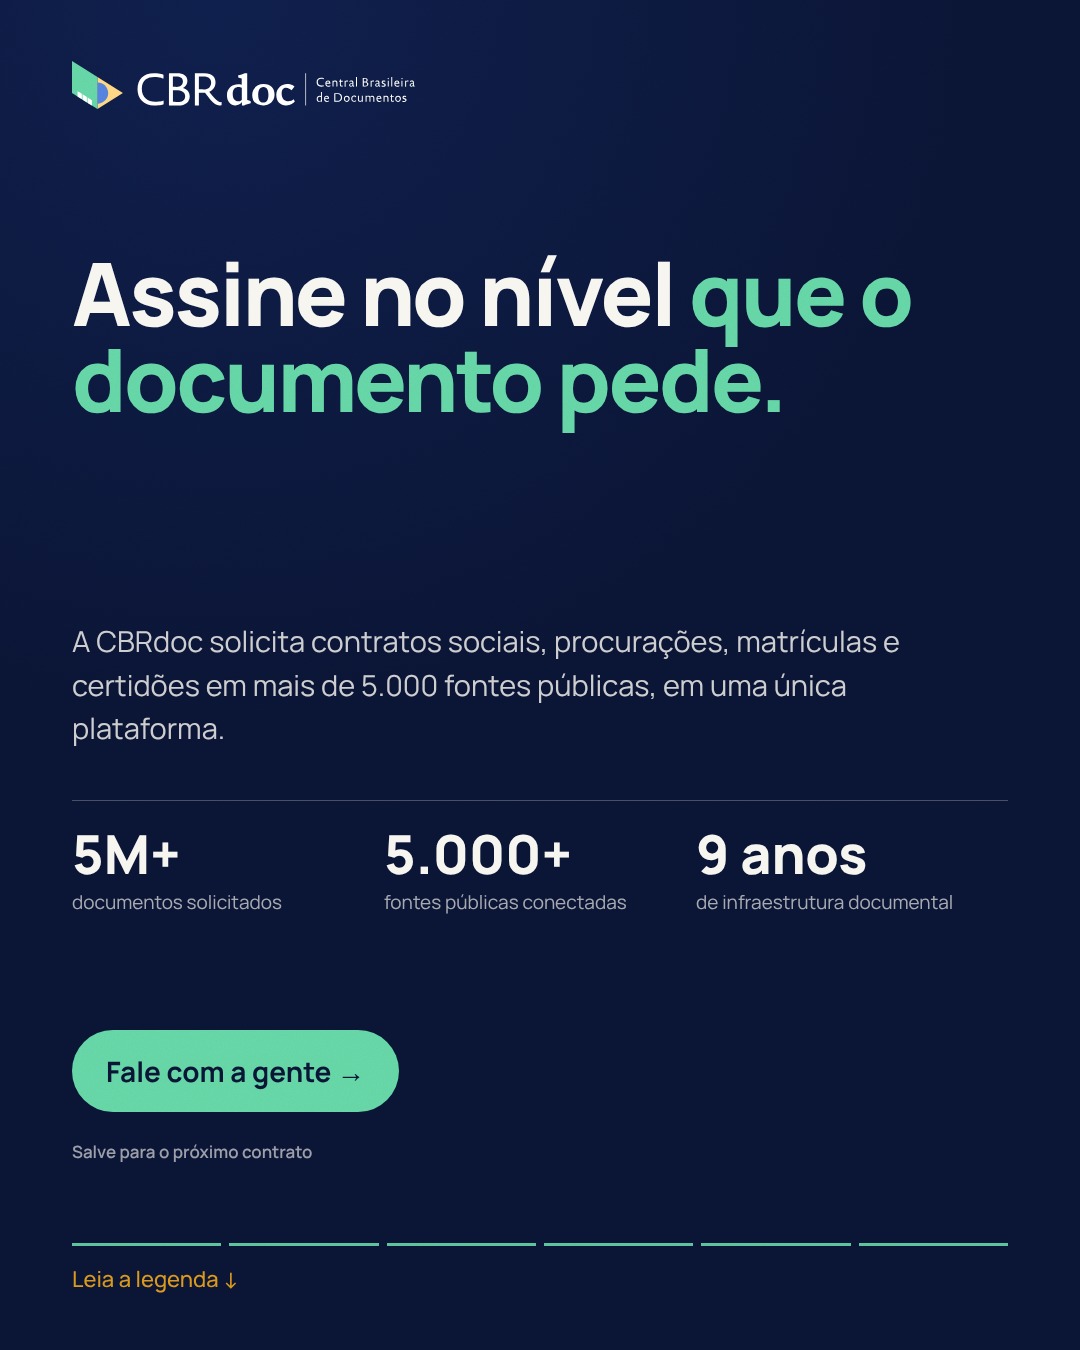 CBRdoc
Central Brasileira
de Documentos
Assine no nível que o
documento pede.
A CBRdoc solicita contratos sociais, procurações, matrículas e
certidões em mais de 5.000 fontes públicas, em uma única
plataforma.
5M+
documentos solicitados
5.000+
fontes públicas conectadas
9 anos
de infraestrutura documental
Fale com a gente →
Salve para o próximo contrato
Leia a legenda ↓